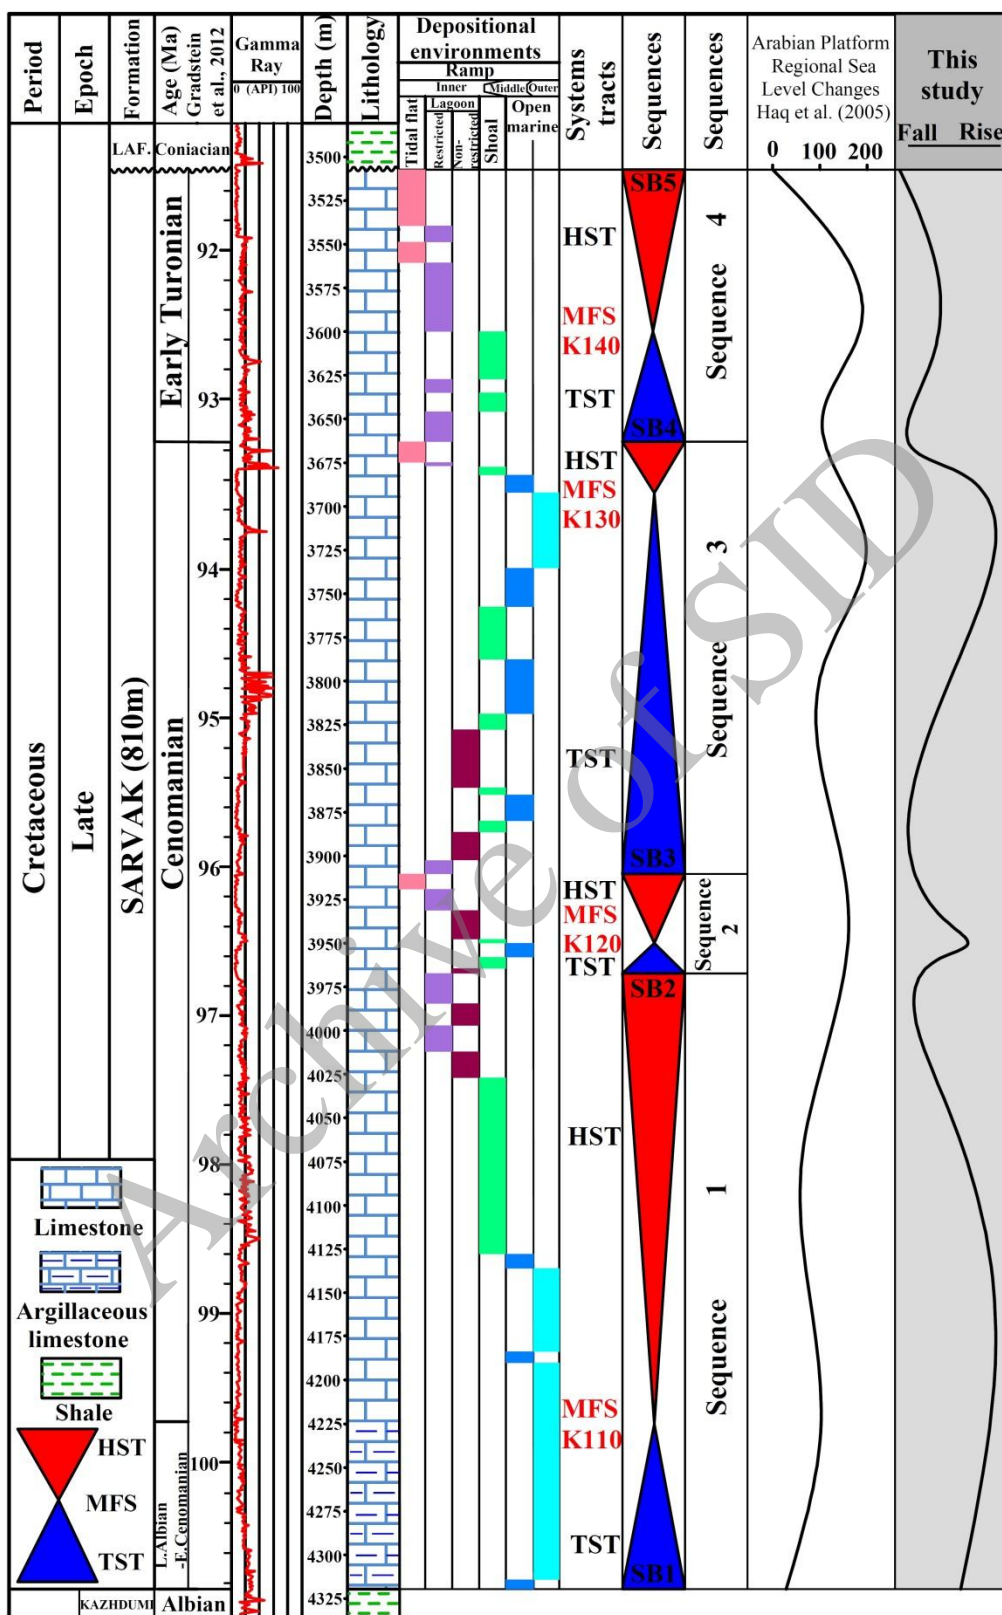 Period
Epoch
Formation
Age (Ma)
Gradstein
et al., 2012
Gamma
Ray
0 (API) 100
Depth (m)
Lithology
Depositional
environments
Ramp
Inner
Middle
Outer
Lagoon
Open
marine
Tidal flat
Restricted
Non-
restricted
Shoal
Systems
tracts
Sequences
Sequences
Arabian Platform
Regional Sea
Level Changes
Haq et al. (2005)
0 100 200
This
study
Fall Rise
Cretaceous
Late
LAF.
SARVAK (810m)
KAZHDUMI
Coniacian
Early Turonian
Cenomanian
L.Albian
-E.Cenomanian
Albian
92
93
94
95
96
97
98
99
100
3500
3525
3550
3575
3600
3625
3650
3675
3700
3725
3750
3775
3800
3825
3850
3875
3900
3925
3950
3975
4000
4025
4050
4075
4100
4125
4150
4175
4200
4225
4250
4275
4300
4325
HST
MFS
K140
TST
HST
MFS
K130
TST
HST
MFS
K120
TST
HST
MFS
K110
TST
SB5
SB4
SB3
SB2
SB1
Sequence 4
Sequence 3
Sequence 2
Sequence 1
Limestone
Argillaceous
limestone
Shale
HST
MFS
TST
Archive of SID